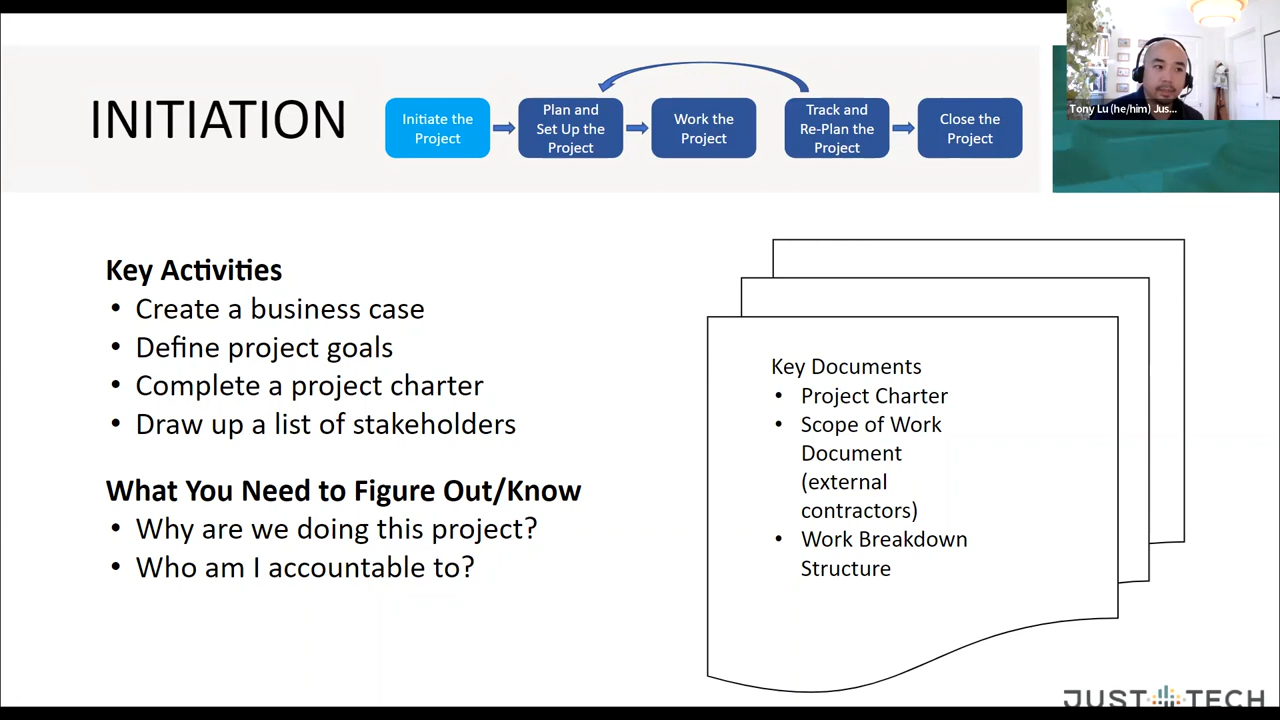 INITIATION
Initiate the
Project
Plan and
Set Up the
Project
Work the
Project
Track and
Re-Plan the
Project
Close the
Project
Tony Lu (he/him) Jus...
Key Activities
• Create a business case
• Define project goals
• Complete a project charter
• Draw up a list of stakeholders
What You Need to Figure Out/Know
• Why are we doing this project?
• Who am I accountable to?
Key Documents
• Project Charter
• Scope of Work
Document
(external
contractors)
• Work Breakdown
Structure
JUST TECH